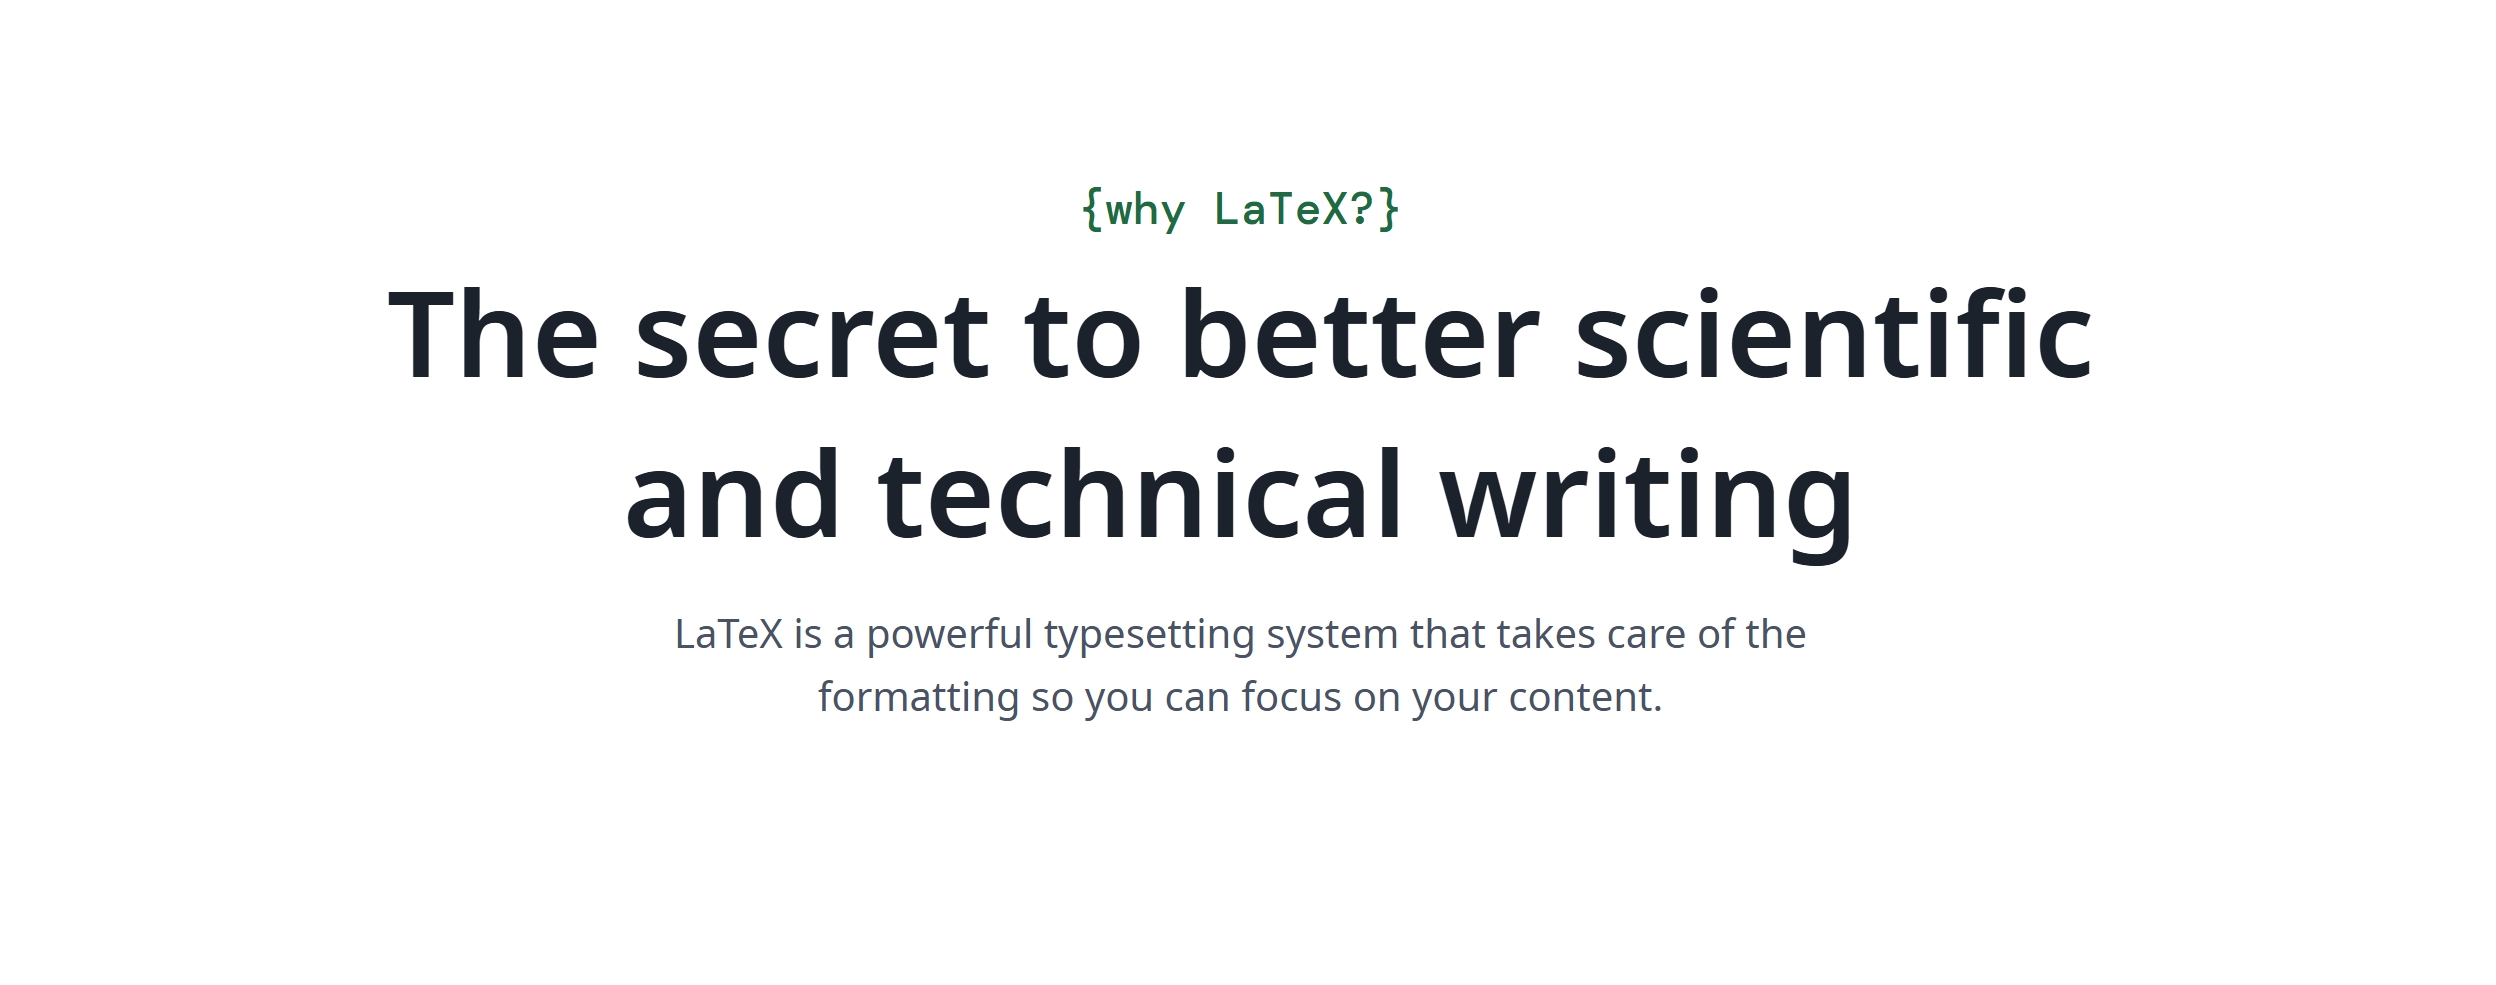 {why LaTeX?}
The secret to better scientific
and technical writing
LaTeX is a powerful typesetting system that takes care of the
formatting so you can focus on your content.